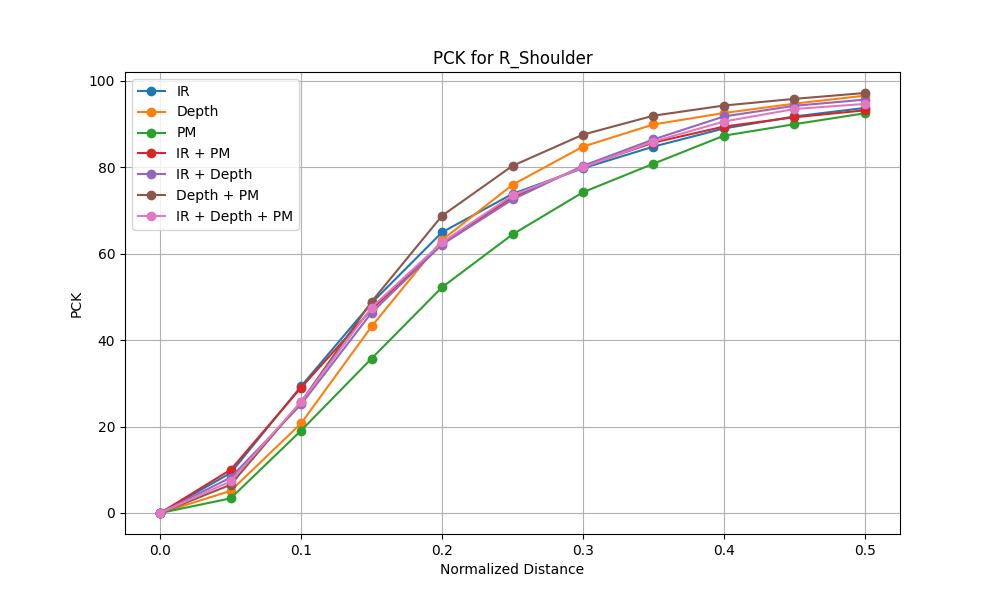 PCK for R_Shoulder
100
80
60
40
20
0
PCK
IR
Depth
PM
IR + PM
IR + Depth
Depth + PM
IR + Depth + PM
0.0 0.1 0.2 0.3 0.4 0.5
Normalized Distance